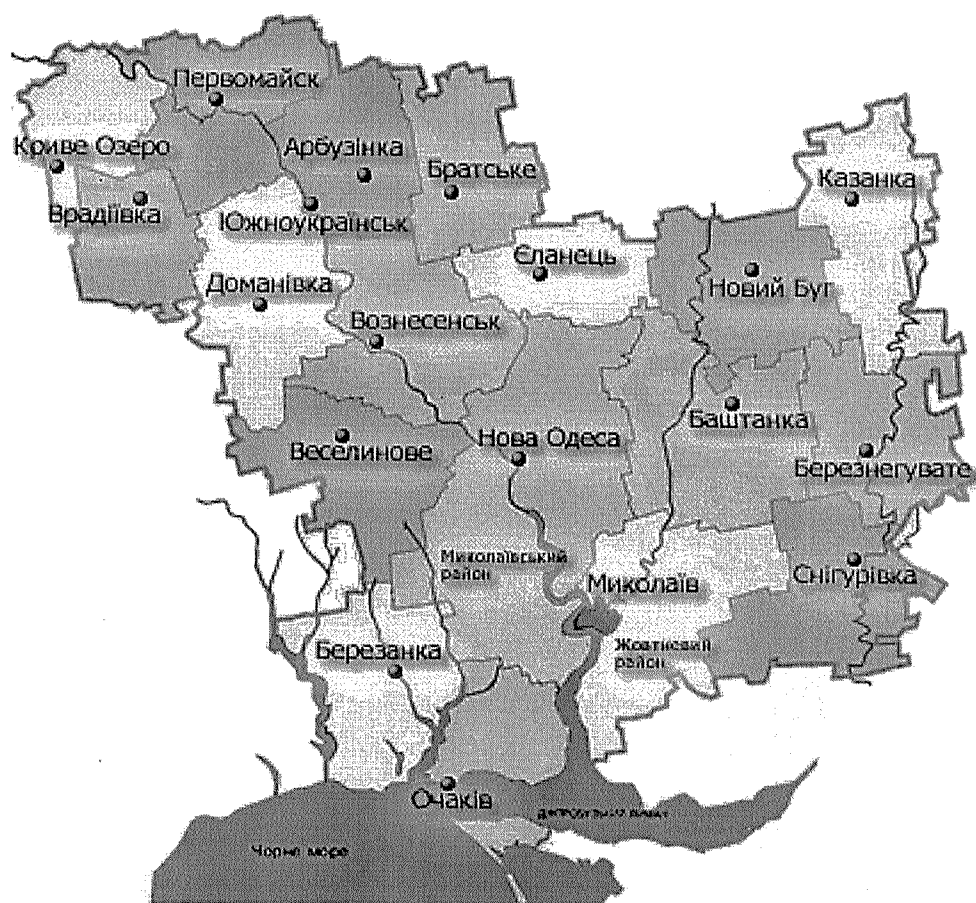 Первомайск
Криве Озеро
Арбузінка
Братське
Казанка
Врадіївка
Южноукраїнськ
Єланець
Доманівка
Новий Буг
Вознесенськ
Баштанка
Веселинове
Нова Одеса
Березнегувате
Миколаївський
район
Миколаїв
Снігурівка
Березанка
Жовтневий
район
Очаків
Чорне море